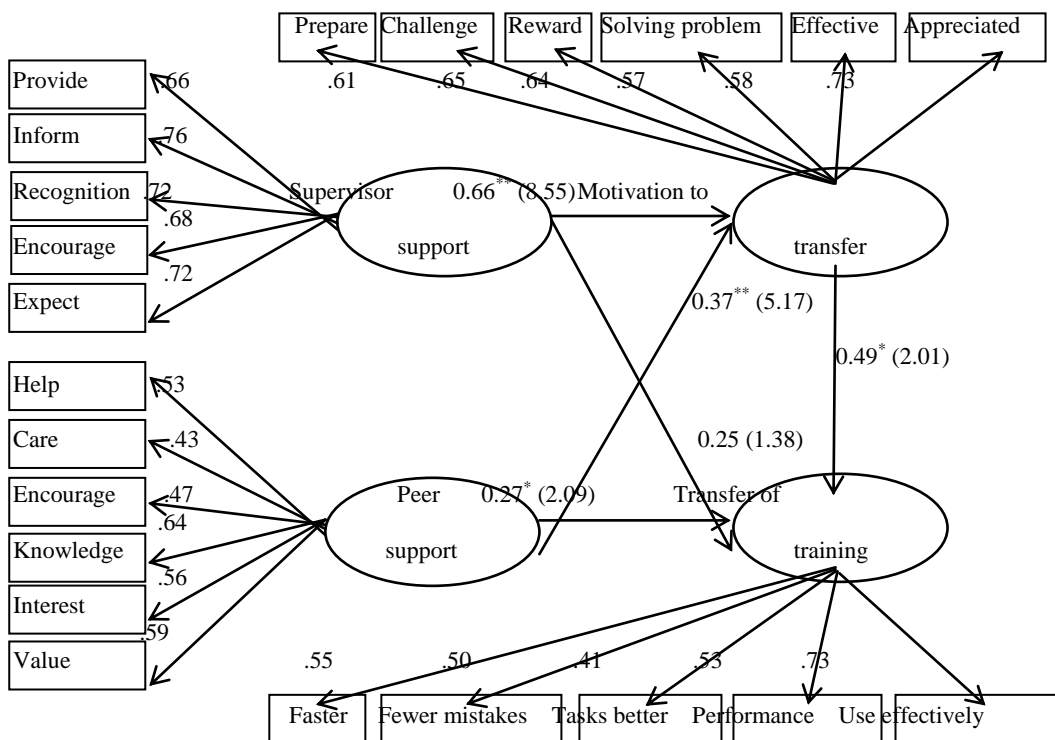 Prepare Challenge Reward Solving problem Effective Appreciated
Provide .66 .61 .65 .64 .57 .58 .73
Inform .76
Recognition .72 Supervisor 0.66** (8.55) Motivation to
.68
Encourage support transfer
.72
Expect 0.37** (5.17)
0.49* (2.01)
Help .53
Care .43 0.25 (1.38)
Encourage .47 Peer 0.27* (2.09) Transfer of
.64
Knowledge support training
.56
Interest
.59
Value .55 .50 .41 .53 .73
Faster Fewer mistakes Tasks better Performance Use effectively